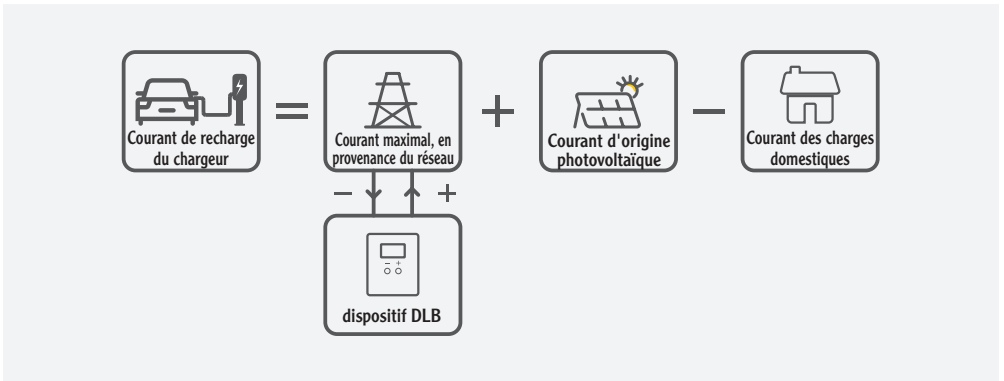 Courant de recharge
du chargeur
=
Courant maximal, en
provenance du réseau
+
Courant d'origine
photovoltaïque
−
Courant des charges
domestiques
− +
− +
dispositif DLB